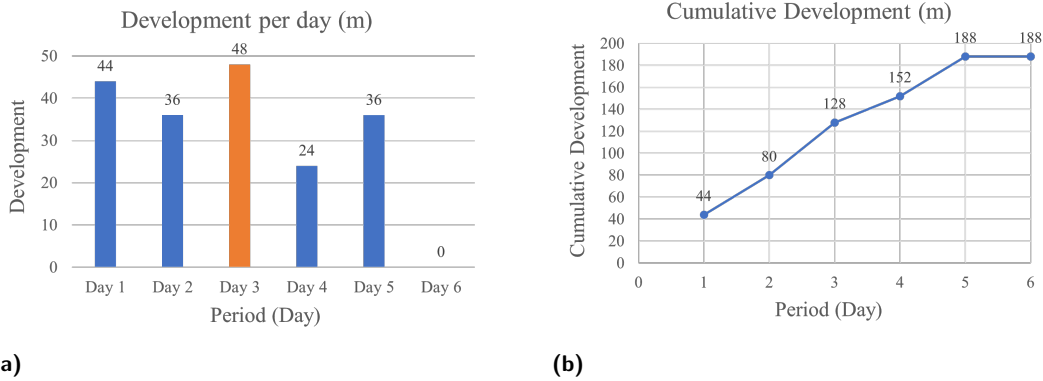 Development per day (m)
50
40
30
20
10
0
Development
44
36
48
24
36
0
Day 1
Day 2
Day 3
Day 4
Day 5
Day 6
Period (Day)
a)
Cumulative Development (m)
200
180
160
140
120
100
80
60
40
20
0
Cumulative Development
44
80
128
152
188
188
0
1
2
3
4
5
6
Period (Day)
(b)